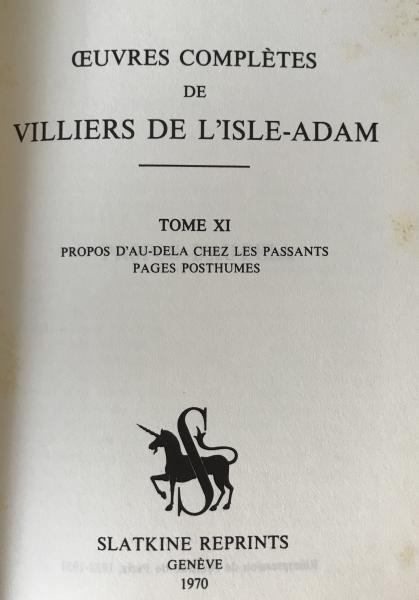 ŒUVRES COMPLÈTES
DE
VILLIERS DE L'ISLE-ADAM
TOME XI
PROPOS D'AU-DELA CHEZ LES PASSANTS
PAGES POSTHUMES
S
SLATKINE REPRINTS
GENÈVE
1970